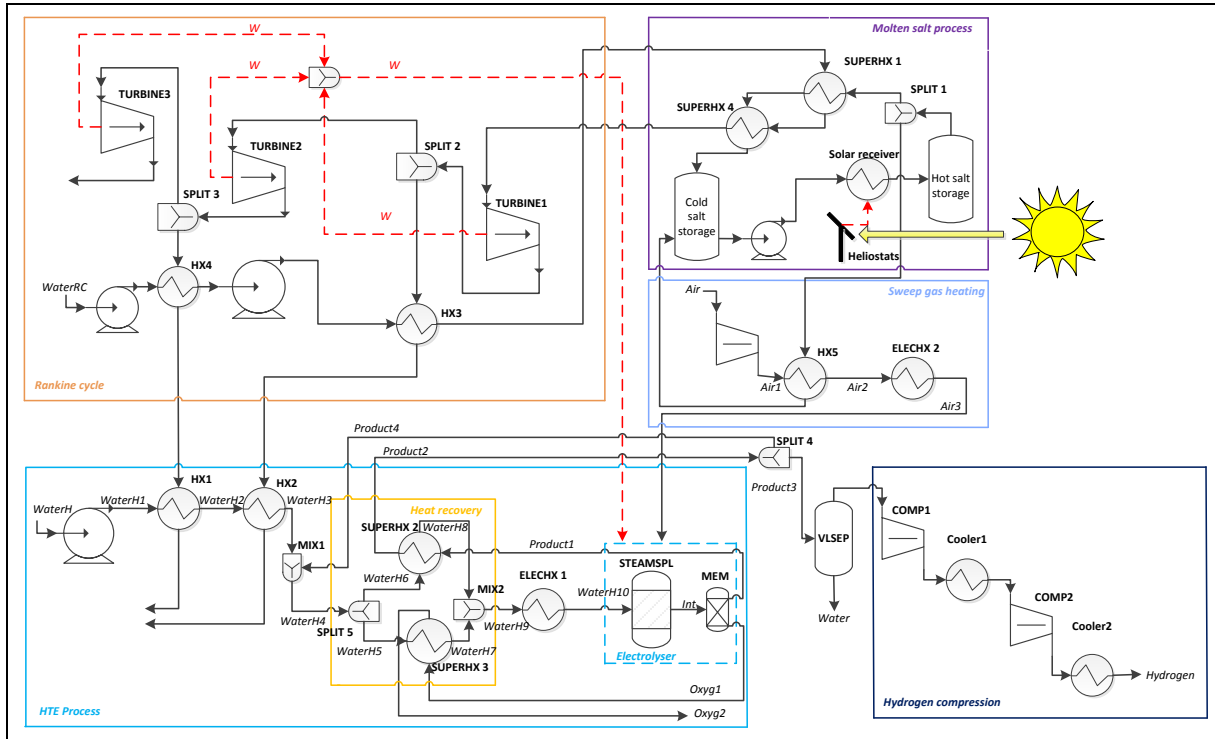 Molten salt process
W
W
W
SUPERHX 1
TURBINE3
SUPERHX 4
SPLIT 1
TURBINE2
SPLIT 2
Solar receiver
Hot salt
storage
SPLIT 3
TURBINE1
Cold
salt
storage
W
Heliostats
HX4
WaterRC
HX3
Air
Sweep gas heating
HX5
ELECHX 2
Rankine cycle
Air1
Air2
Air3
Product4
SPLIT 4
Product2
Product3
HX1
HX2
WaterH
WaterH1
WaterH2
WaterH3
Heat recovery
COMP1
SUPERHX 2
WaterH8
VLSEP
Cooler1
MIX1
Product1
STEAMSPL
MEM
WaterH6
ELECHX 1
MIX2
WaterH10
Int
COMP2
WaterH4
SPLIT 5
WaterH9
Water
WaterH5
WaterH7
Cooler2
SUPERHX 3
Electrolyser
Hydrogen
Oxyg1
HTE Process
Oxyg2
Hydrogen compression